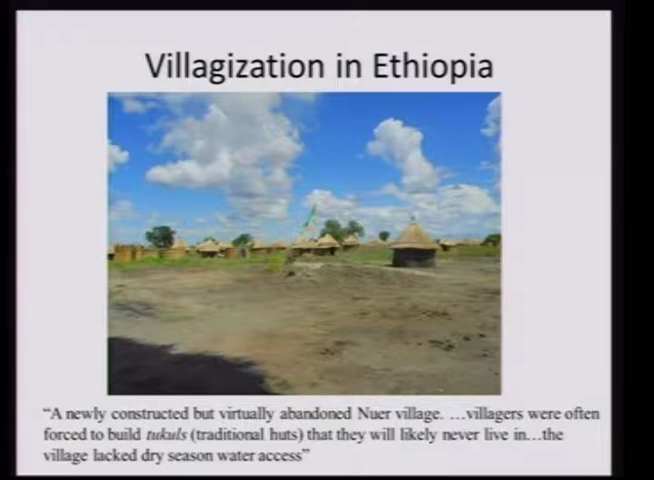 Villagization in Ethiopia
“A newly constructed but virtually abandoned Nuer village. …villagers were often
forced to build tukuls (traditional huts) that they will likely never live in…the
village lacked dry season water access”